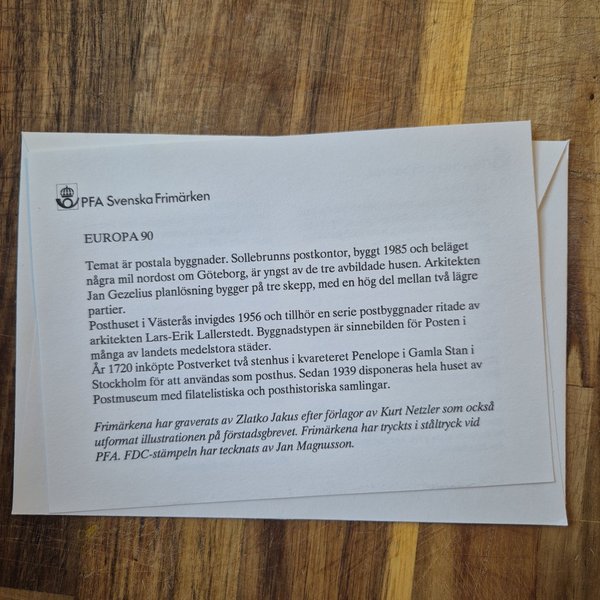 PFA Svenska Frimärken
EUROPA 90
Temat är postala byggnader. Sollebrunns postkontor, byggt 1985 och beläget
några mil nordost om Göteborg, är yngst av de tre avbildade husen. Arkitekten
Jan Gezelius planlösning bygger på tre skepp, med en hög del mellan två lägre
partier.
Posthuset i Västerås invigdes 1956 och tillhör en serie postbyggnader ritade av
arkitekten Lars-Erik Lallerstedt. Byggnadstypen är sinnebilden för Posten i
många av landets medelstora städer.
År 1720 inköpte Postverket två stenhus i kvareteret Penelope i Gamla Stan i
Stockholm för att användas som posthus. Sedan 1939 disponeras hela huset av
Postmuseum med filatelistiska och posthistoriska samlingar.
Frimärkena har graverats av Zlatko Jakus efter förlagor av Kurt Netzler som också
utformat illustrationen på förstadsgbrevet. Frimärkena har tryckts i ståltryck vid
PFA. FDC-stämpeln har tecknats av Jan Magnusson.